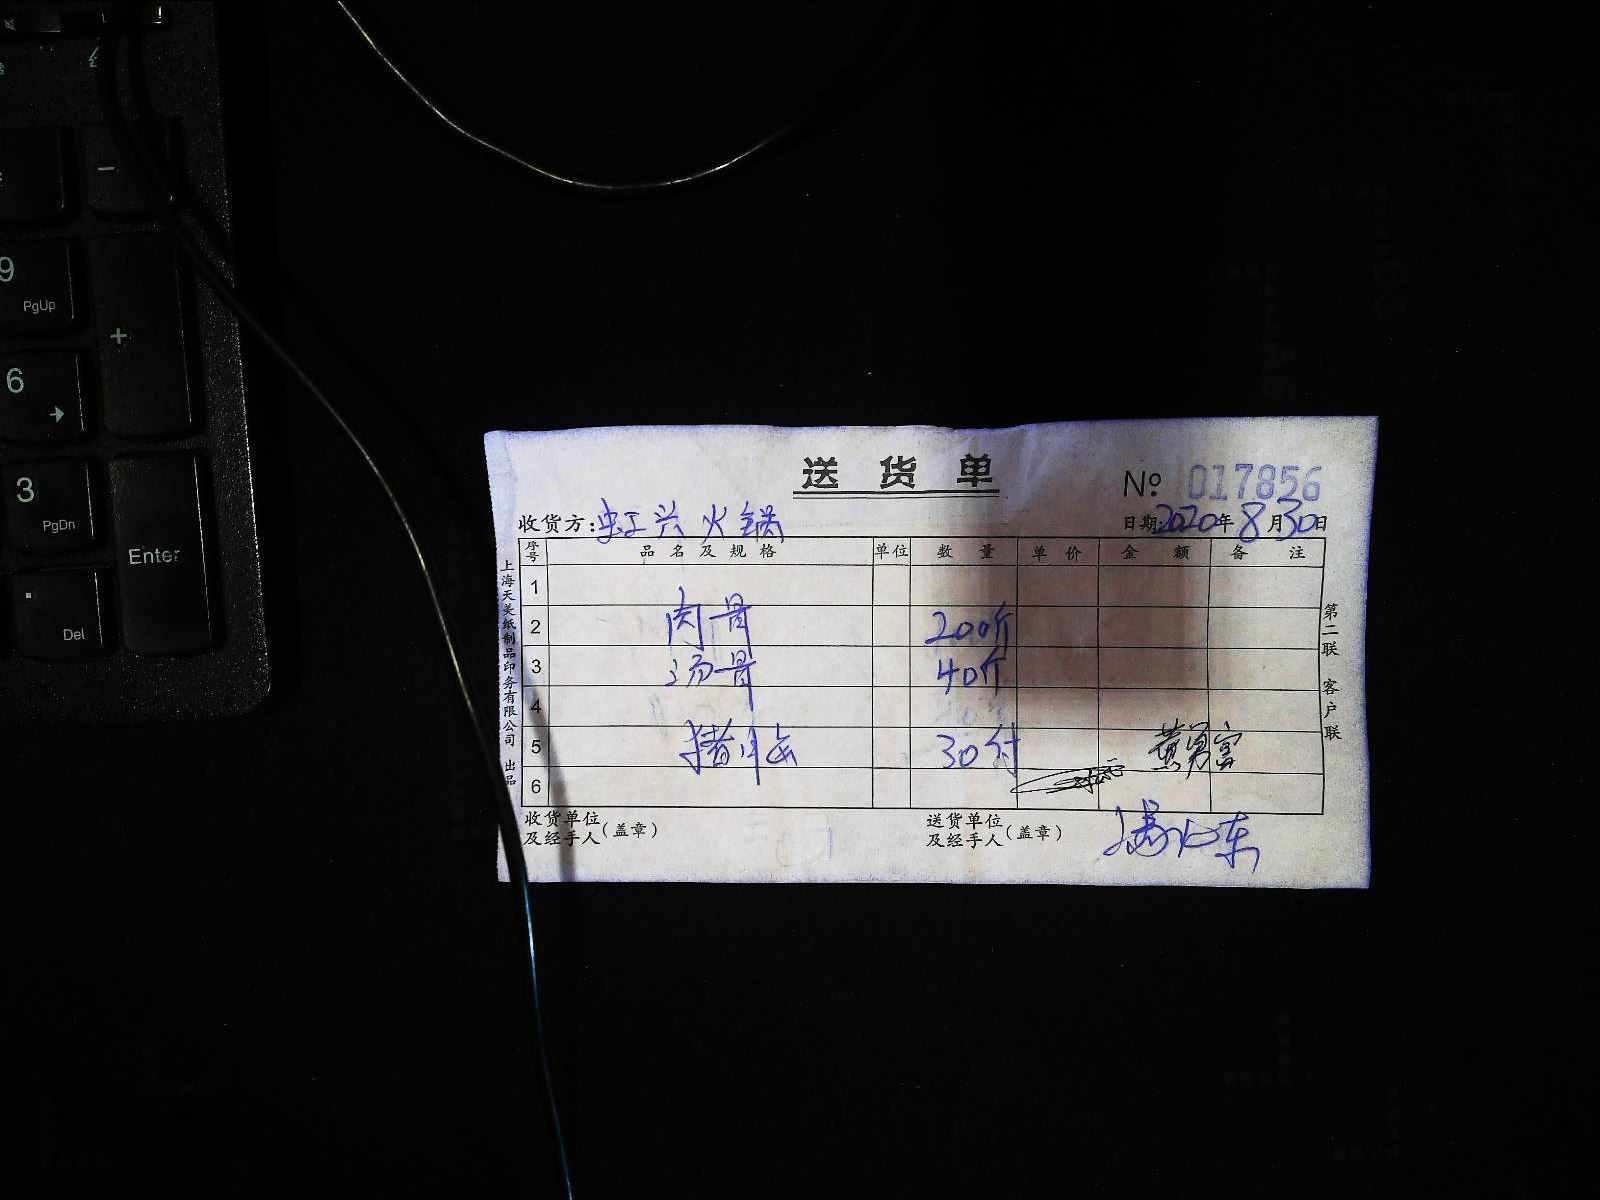 送货单
№ 017856
收货方:虹兴火锅
日期:2020年8月30日
序号 品名及规格 单位 数量 单价 金额 备注
1
2 肉骨 200斤
3 汤骨 40斤
4
5 猪 30付
黄勇富
6
收货单位及经手人(盖章)
送货单位及经手人(盖章)
上海天美纸制品印务有限公司 出品
第二联 客户联
9
PgUp
6
3
PgDn
-
+
Enter
.
Del